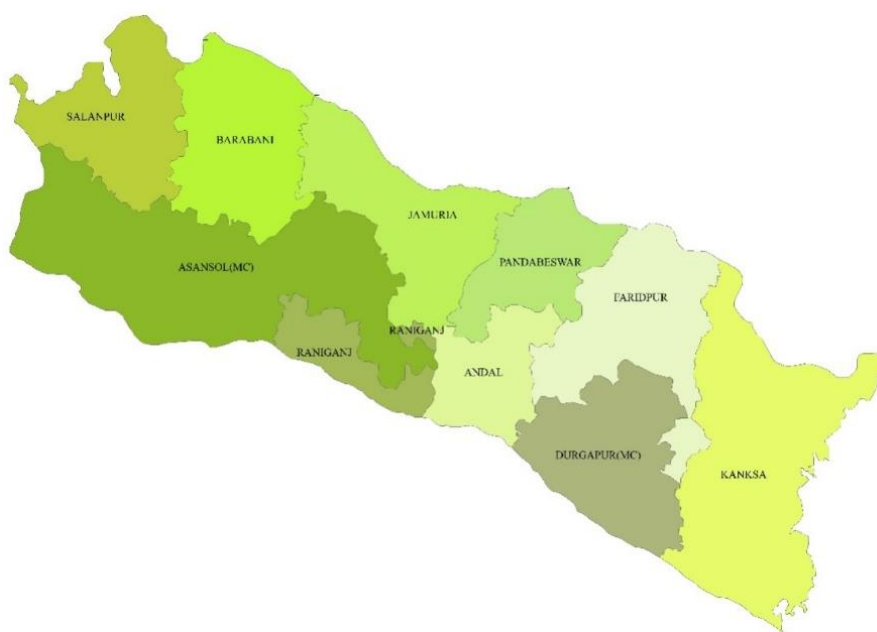 SALANPUR
BARABANI
JAMURIA
PANDABESWAR
ASANSOL(MC)
FARIDPUR
RANIGANJ
RANIGANJ
ANDAL
DURGAPUR(MC)
KANKSA